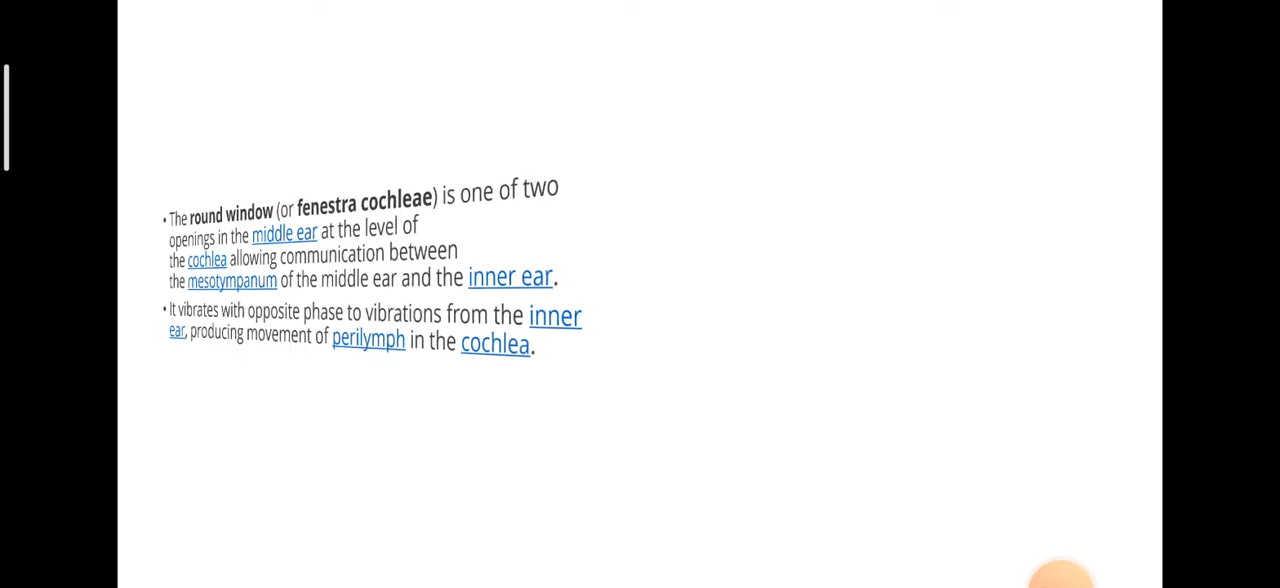 • The round window (or fenestra cochleae) is one of two
openings in the middle ear at the level of
the cochlea allowing communication between
the mesotympanum of the middle ear and the inner ear.
• It vibrates with opposite phase to vibrations from the inner
ear, producing movement of perilymph in the cochlea.